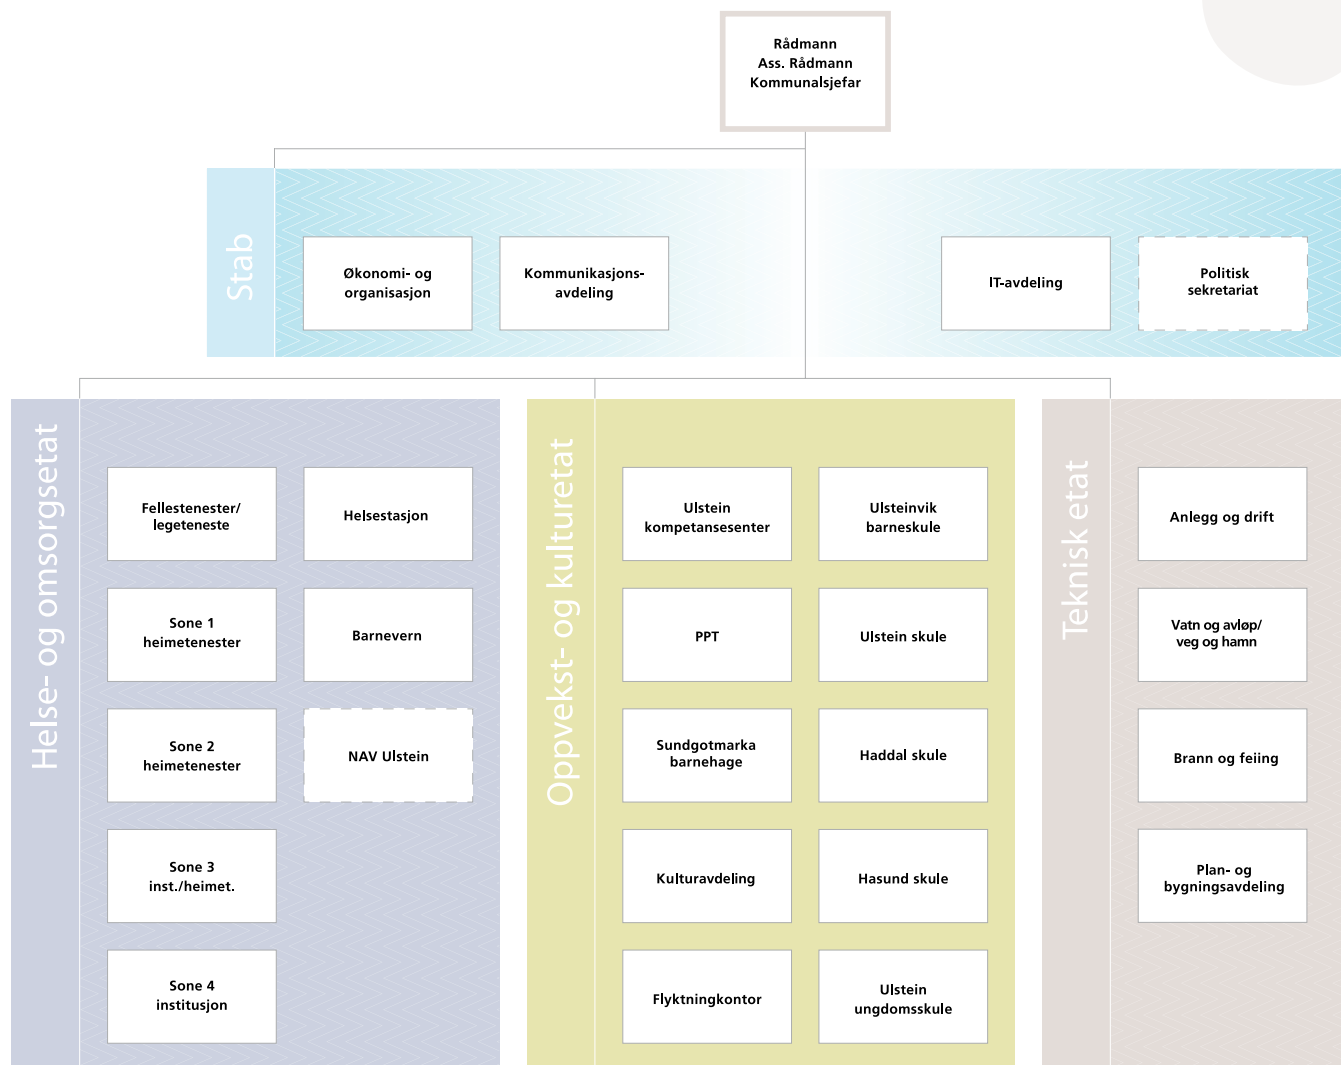 Rådmann
Ass. Rådmann
Kommunalsjefar
Stab
Økonomi- og
organisasjon
Kommunikasjons-
avdeling
IT-avdeling
Politisk
sekretariat
Helse- og omsorgsetat
Fellestenester/
legeteneste
Helsestasjon
Sone 1
heimetenester
Barnevern
Sone 2
heimetenester
NAV Ulstein
Sone 3
inst./heimet.
Sone 4
institusjon
Oppvekst- og kulturetat
Ulstein
kompetansesenter
Ulsteinvik
barneskule
PPT
Ulstein skule
Sundgotmarka
barnehage
Haddal skule
Kulturavdeling
Hasund skule
Flyktningkontor
Ulstein
ungdomsskule
Teknisk etat
Anlegg og drift
Vatn og avløp/
veg og hamn
Brann og feiing
Plan- og
bygningsavdeling